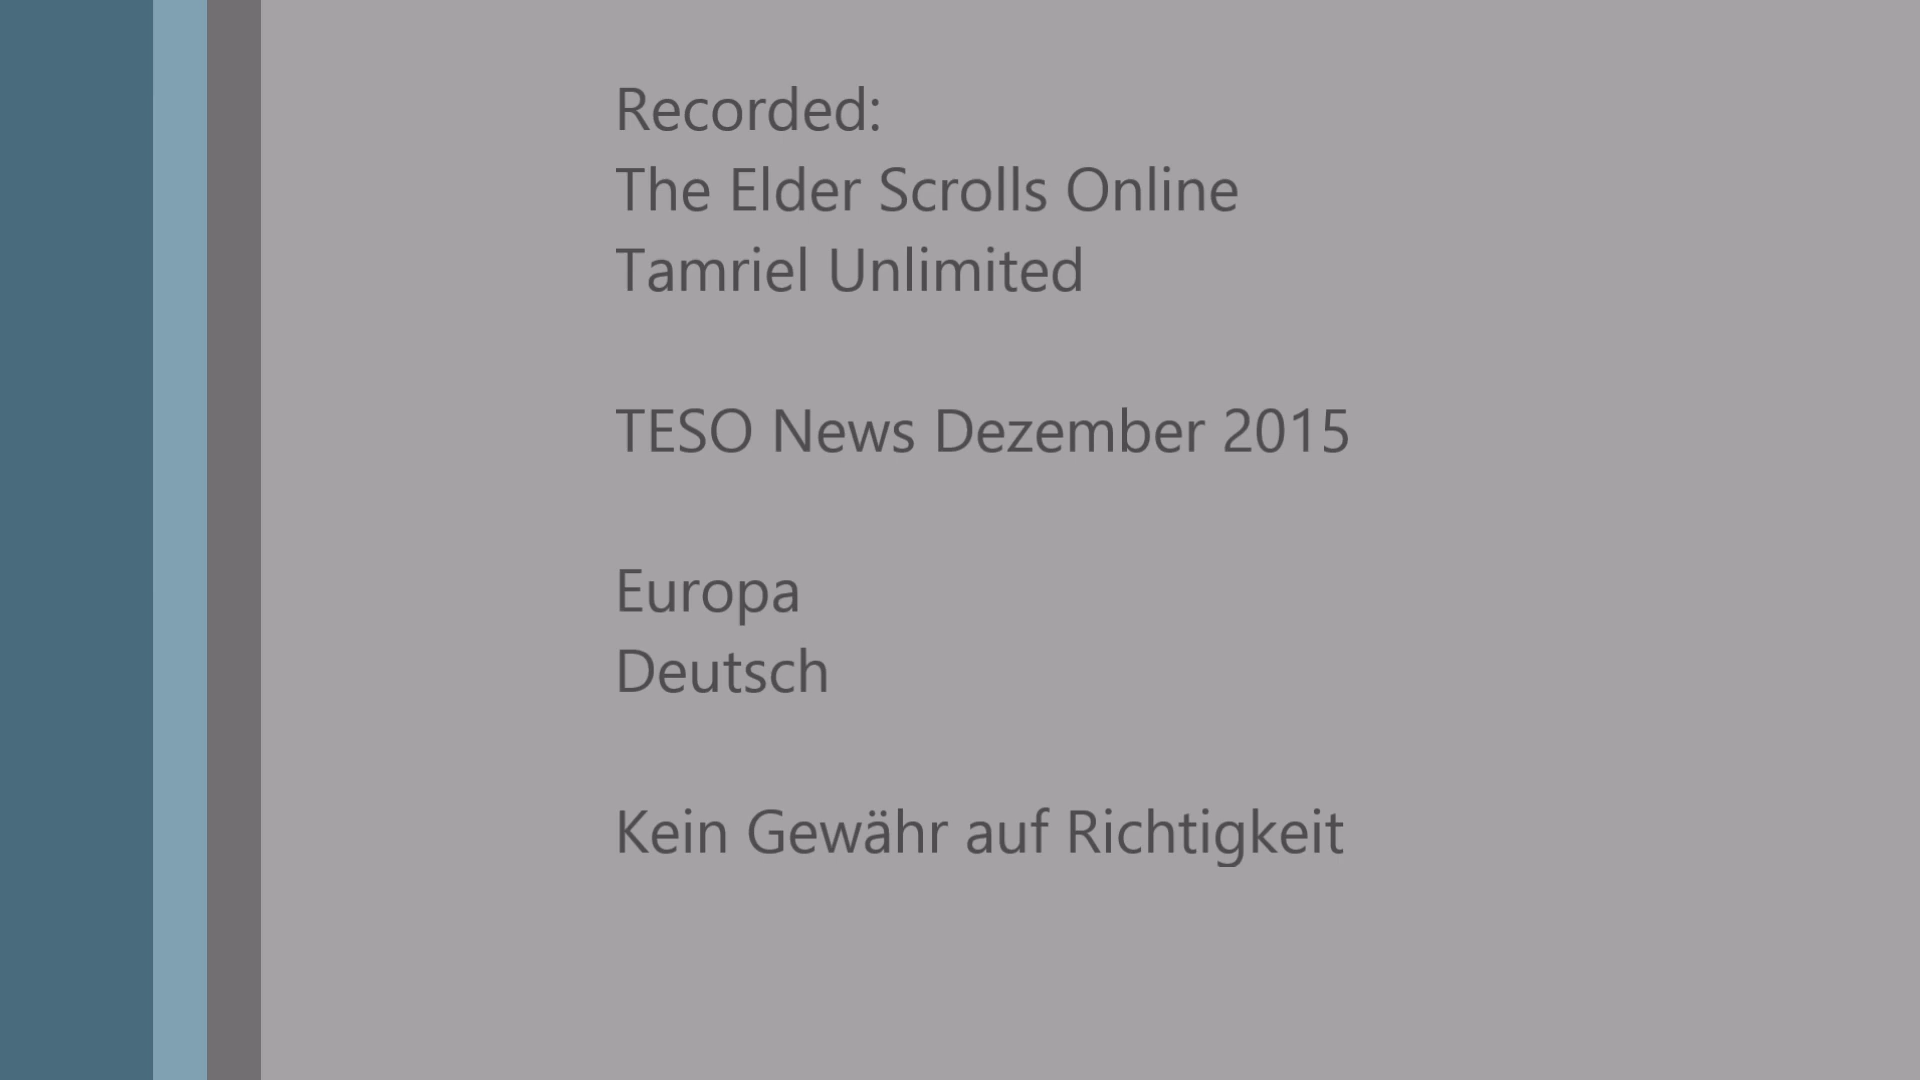 Recorded:
The Elder Scrolls Online
Tamriel Unlimited
TESO News Dezember 2015
Europa
Deutsch
Kein Gewähr auf Richtigkeit